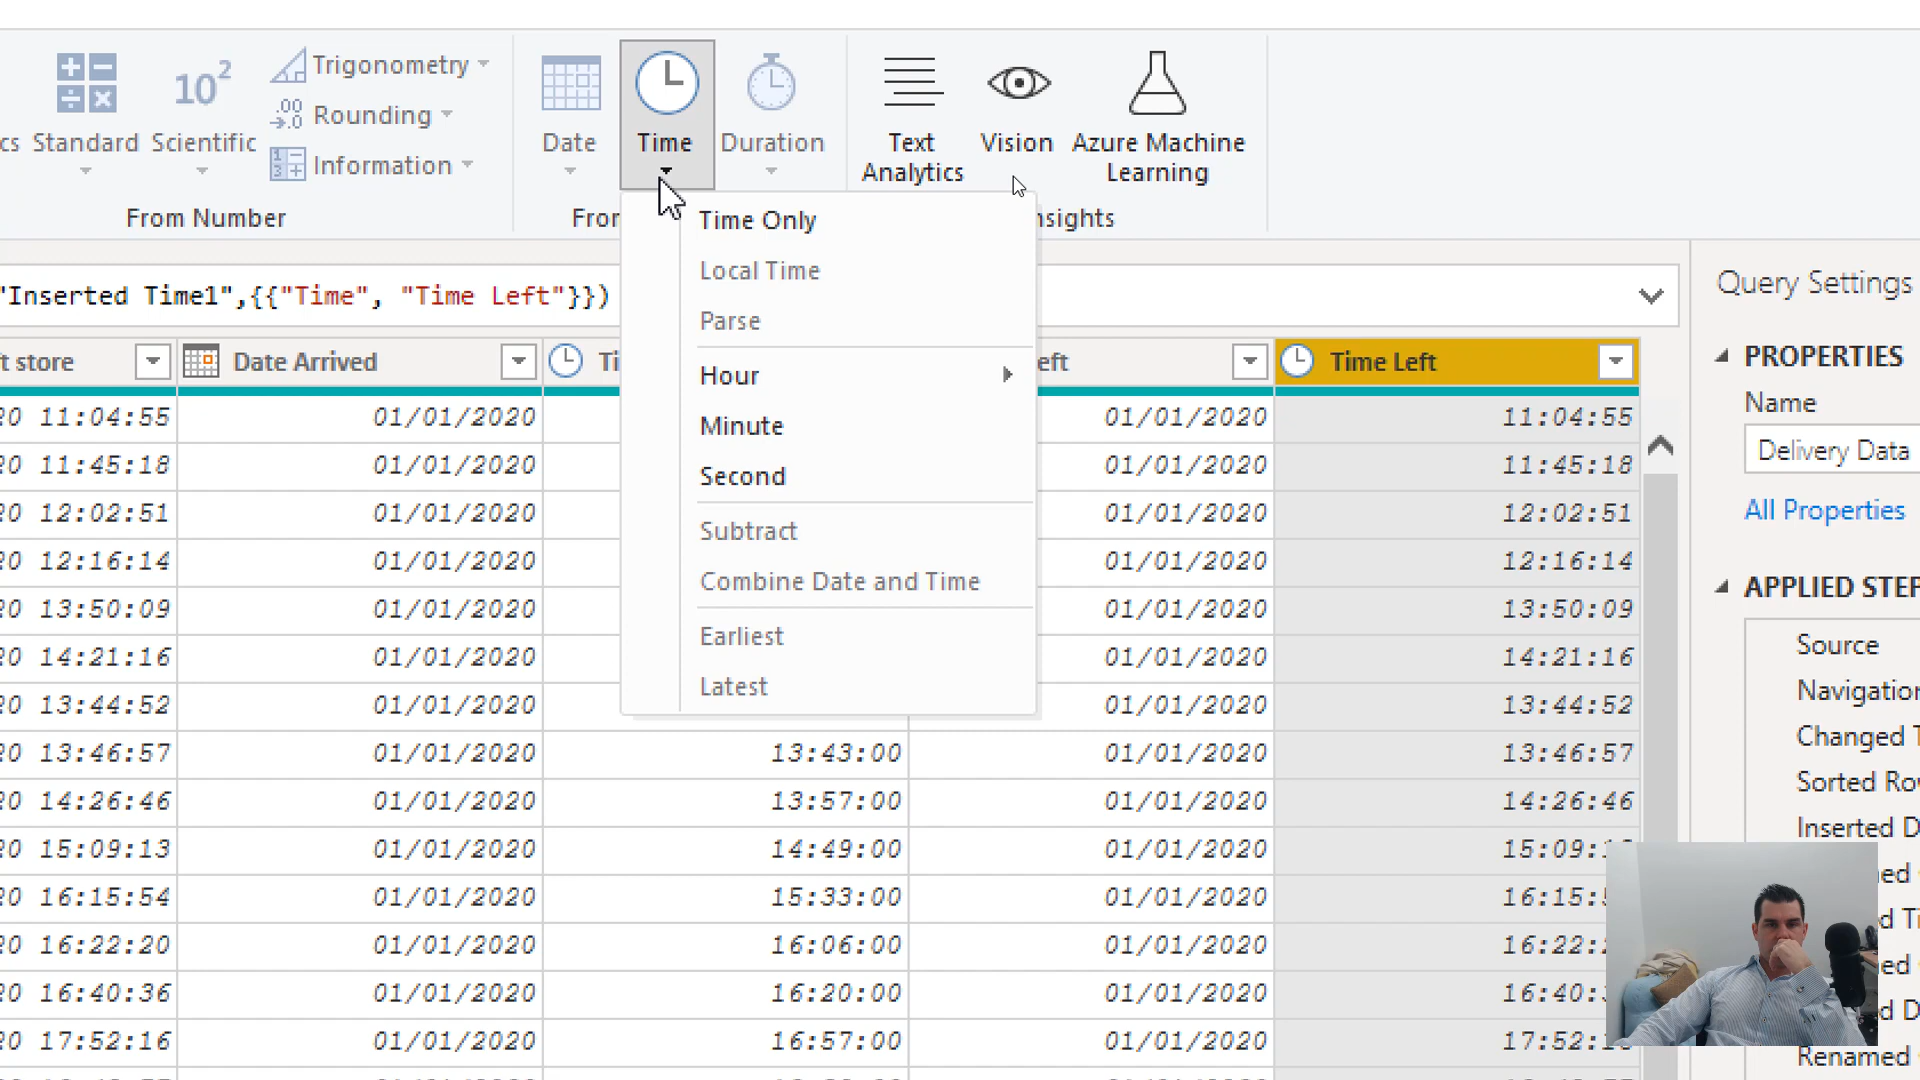 cs
Standard
Scientific
Trigonometry
Rounding
Information
Date
Time
Duration
Text Analytics
Vision
Azure Machine Learning
From Number
Time Only
Local Time
Parse
Hour
Minute
Second
Subtract
Combine Date and Time
Earliest
Latest
"Inserted Time1",{{"Time", "Time Left"}})
ft store Date Arrived Ti eft Time Left
20 11:04:55 01/01/2020 01/01/2020 11:04:55
20 11:45:18 01/01/2020 01/01/2020 11:45:18
20 12:02:51 01/01/2020 01/01/2020 12:02:51
20 12:16:14 01/01/2020 01/01/2020 12:16:14
20 13:50:09 01/01/2020 01/01/2020 13:50:09
20 14:21:16 01/01/2020 01/01/2020 14:21:16
20 13:44:52 01/01/2020 01/01/2020 13:44:52
20 13:46:57 01/01/2020 13:43:00 01/01/2020 13:46:57
20 14:26:46 01/01/2020 13:57:00 01/01/2020 14:26:46
20 15:09:13 01/01/2020 14:49:00 01/01/2020 15:09:
20 16:15:54 01/01/2020 15:33:00 01/01/2020 16:15:
20 16:22:20 01/01/2020 16:06:00 01/01/2020 16:22:
20 16:40:36 01/01/2020 16:20:00 01/01/2020 16:40:
20 17:52:16 01/01/2020 16:57:00 01/01/2020 17:52:
Query Settings
PROPERTIES
Name
Delivery Data
All Properties
APPLIED STEP
Source
Navigation
Changed T
Sorted Ro
Inserted D
Renamed